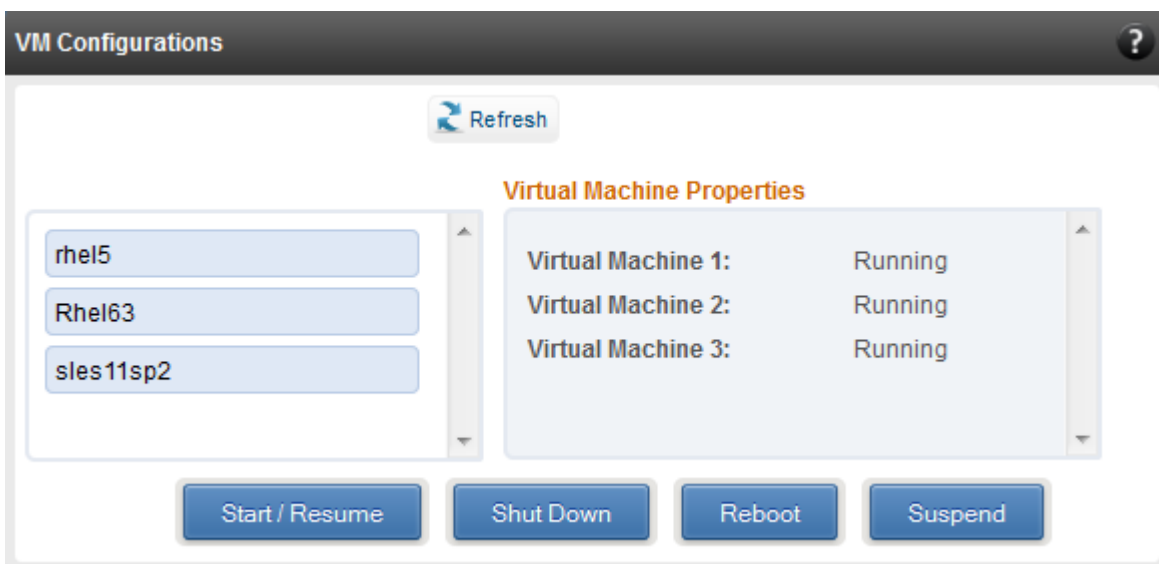 VM Configurations
?
Refresh
Virtual Machine Properties
rhel5
Rhel63
sles11sp2
Virtual Machine 1: Running
Virtual Machine 2: Running
Virtual Machine 3: Running
Start / Resume
Shut Down
Reboot
Suspend